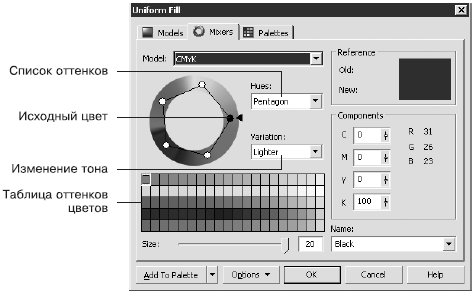 Uniform Fill
Models
Mixers
Palettes
Model:
CMYK
Reference
Old:
New:
Список оттенков
Hues:
Pentagon
Исходный цвет
Components
C 0 R 31
M 0 G 26
Y 0 B 23
K 100
Variation:
Lighter
Изменение тона
Таблица оттенков
цветов
Name:
Size: 20
Black
Add To Palette
Options
OK
Cancel
Help